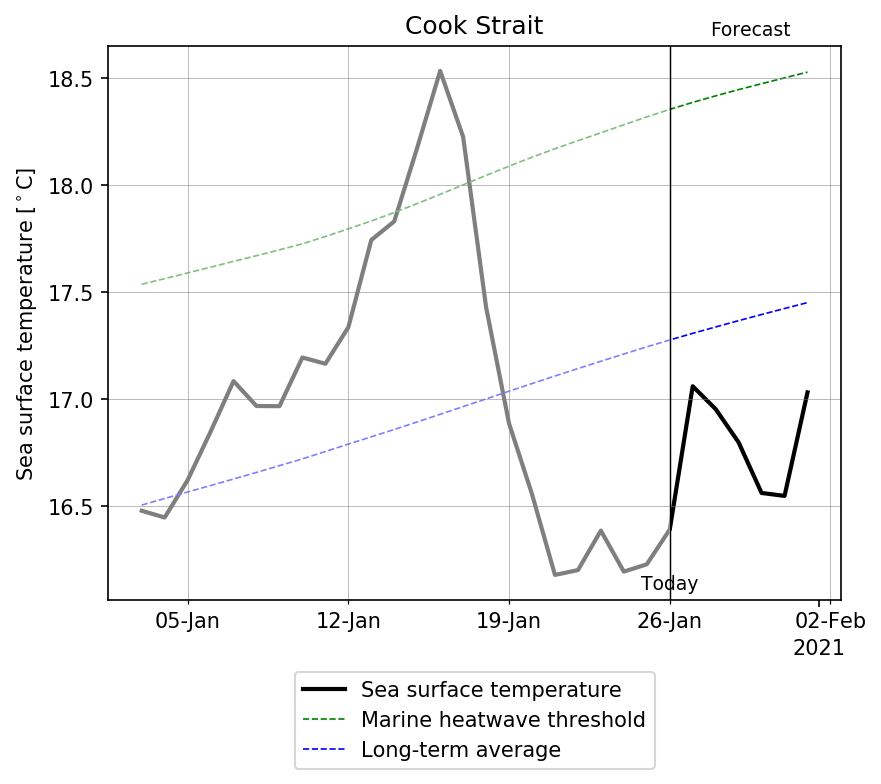 Cook Strait
Forecast
Sea surface temperature [°C]
18.5
18.0
17.5
17.0
16.5
Today
05-Jan
12-Jan
19-Jan
26-Jan
02-Feb
2021
Sea surface temperature
Marine heatwave threshold
Long-term average